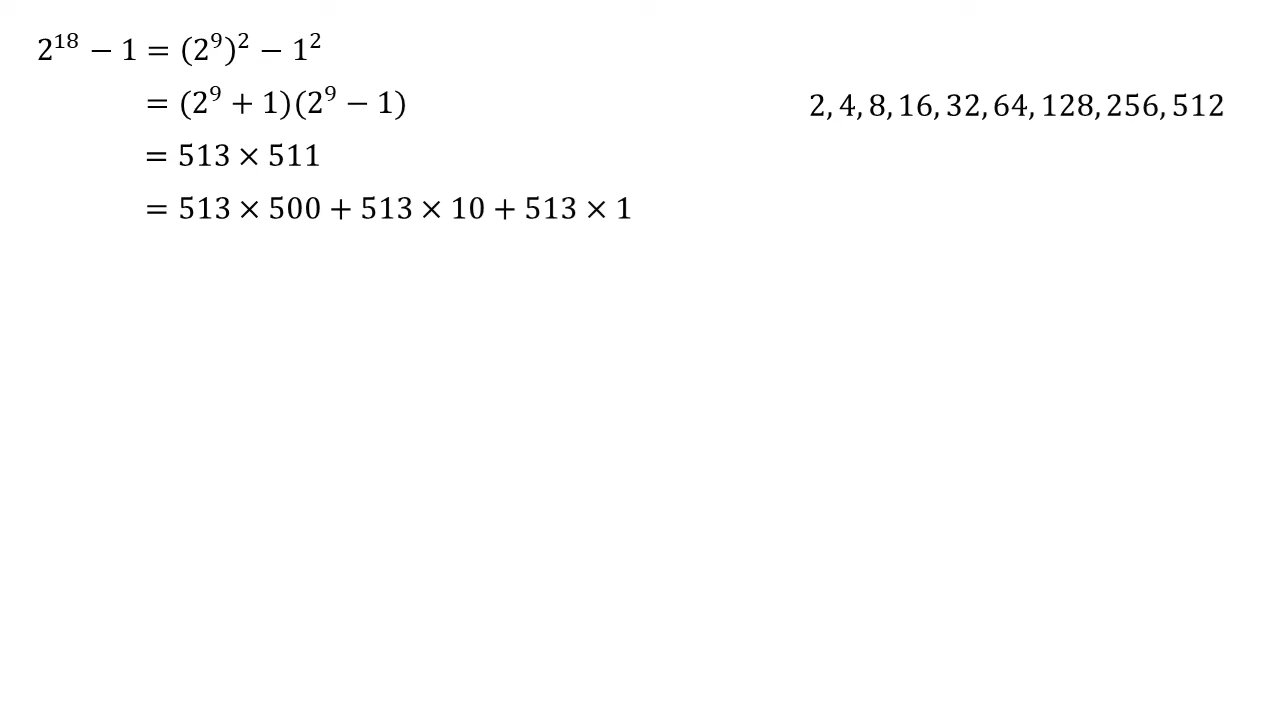 2¹⁸ − 1 = (2⁹)² − 1²
= (2⁹ + 1)(2⁹ − 1)
2, 4, 8, 16, 32, 64, 128, 256, 512
= 513 × 511
= 513 × 500 + 513 × 10 + 513 × 1